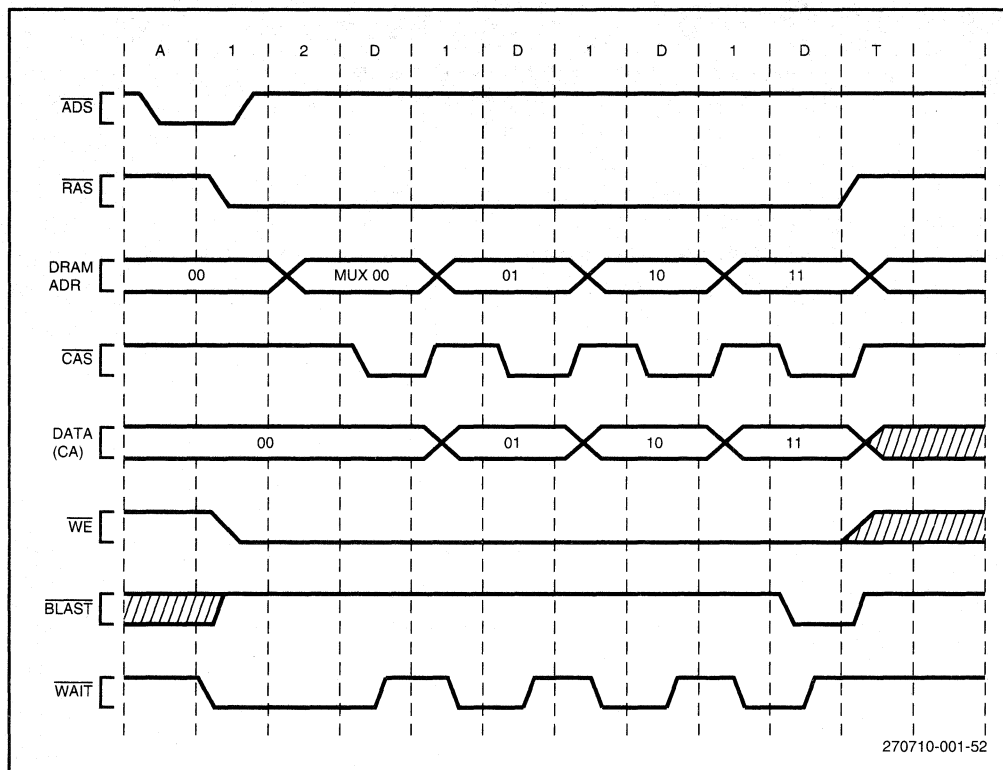 A 1 2 D 1 D 1 D 1 D T
ADS
RAS
DRAM
ADR
00 MUX 00 01 10 11
CAS
DATA
(CA)
00 01 10 11
WE
BLAST
WAIT
270710-001-52